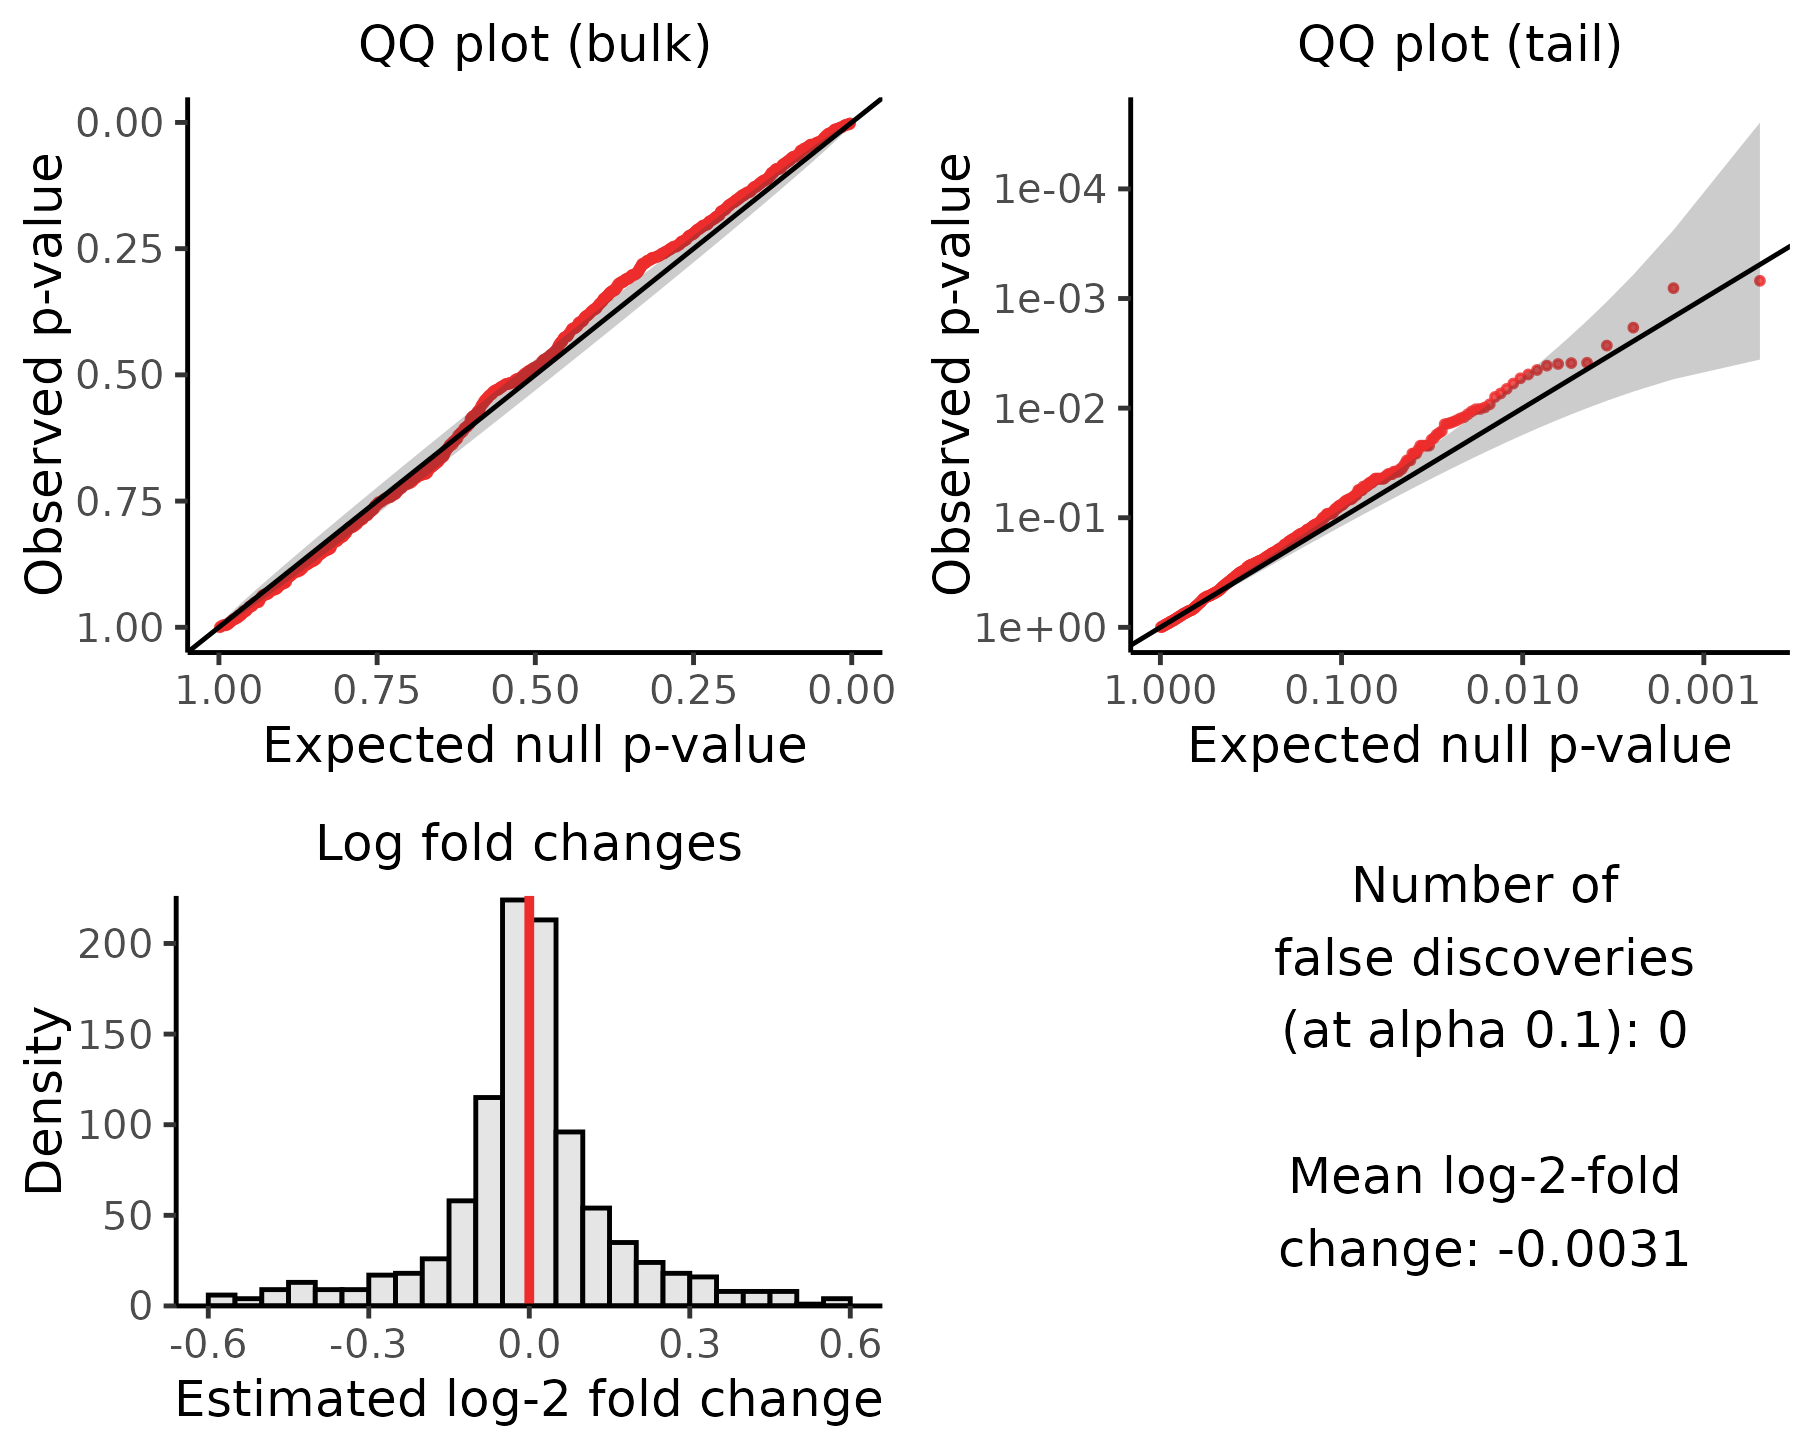 QQ plot (bulk)
Observed p-value
0.00
0.25
0.50
0.75
1.00
1.00 0.75 0.50 0.25 0.00
Expected null p-value
QQ plot (tail)
Observed p-value
1e-04
1e-03
1e-02
1e-01
1e+00
1.000 0.100 0.010 0.001
Expected null p-value
Log fold changes
Density
200
150
100
50
0
-0.6 -0.3 0.0 0.3 0.6
Estimated log-2 fold change
Number of
false discoveries
(at alpha 0.1): 0
Mean log-2-fold
change: -0.0031